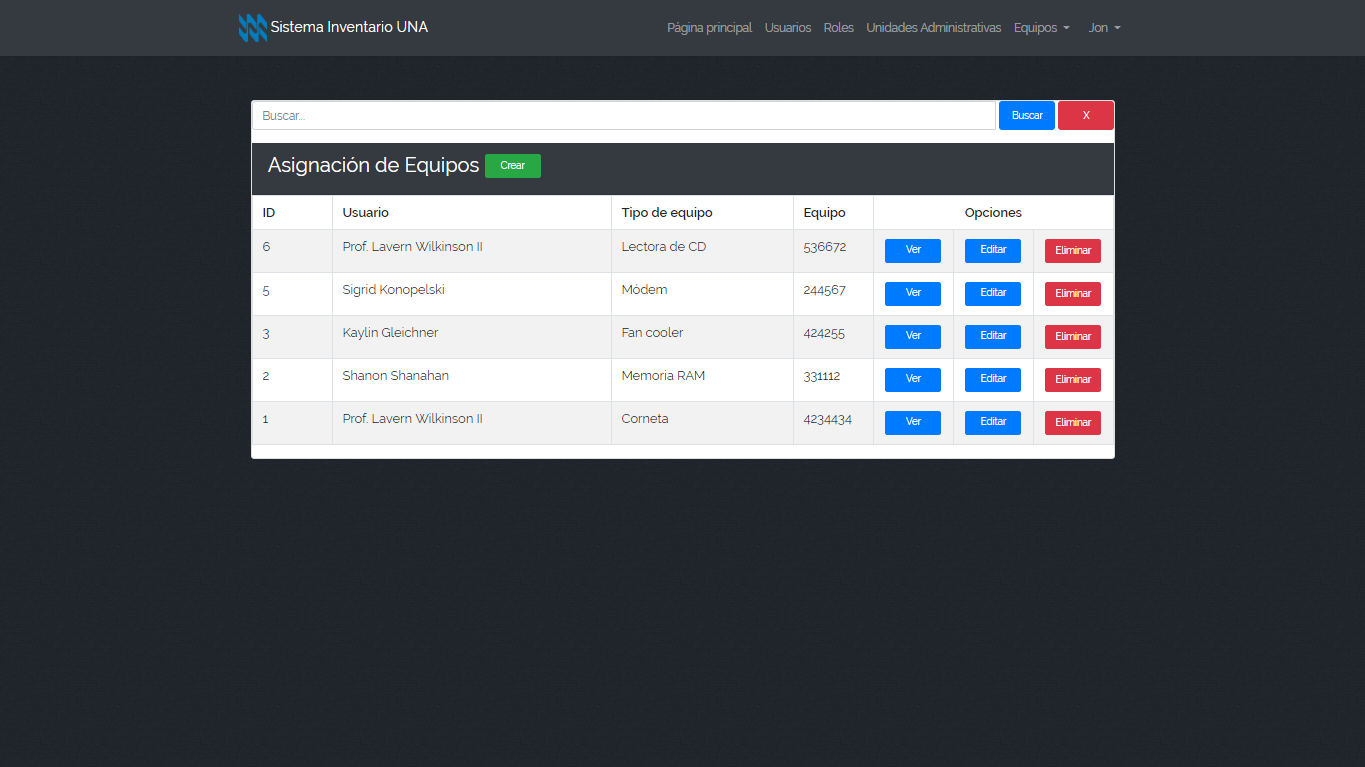 Sistema Inventario UNA Página principal Usuarios Roles Unidades Administrativas Equipos Jon
Buscar... Buscar X
Asignación de Equipos Crear
ID Usuario Tipo de equipo Equipo Opciones
6 Prof. Lavern Wilkinson II Lectora de CD 536672 Ver Editar Eliminar
5 Sigrid Konopelski Módem 244567 Ver Editar Eliminar
3 Kaylin Gleichner Fan cooler 424255 Ver Editar Eliminar
2 Shanon Shanahan Memoria RAM 331112 Ver Editar Eliminar
1 Prof. Lavern Wilkinson II Corneta 4234434 Ver Editar Eliminar